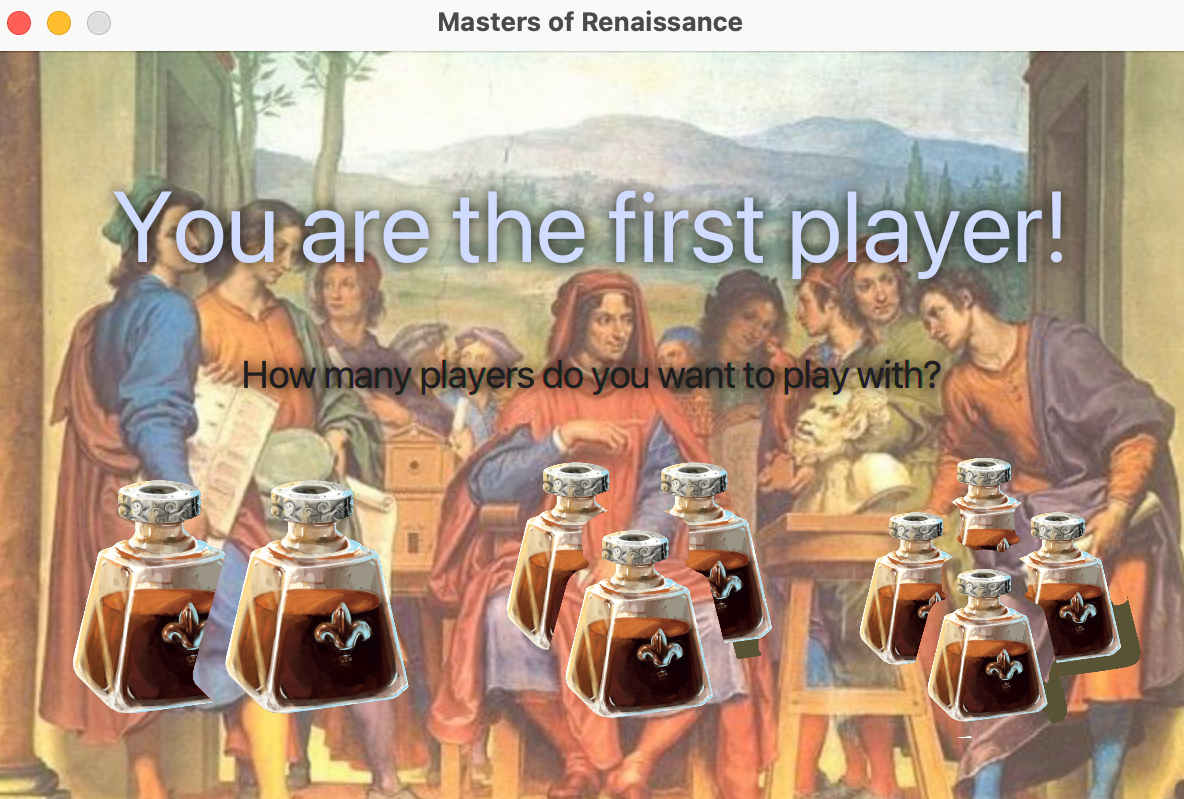 Masters of Renaissance
You are the first player!
How many players do you want to play with?